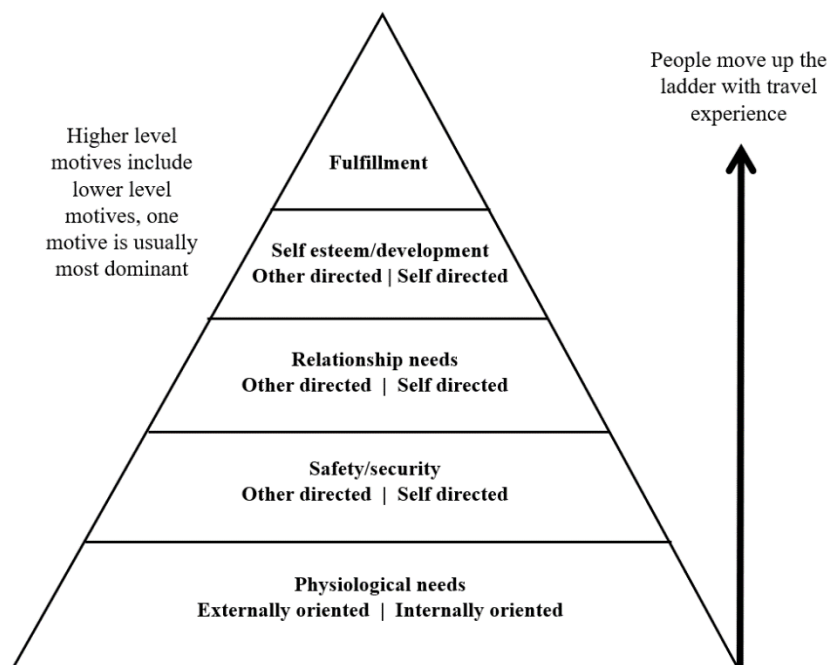 People move up the
ladder with travel
experience
Higher level
motives include
lower level
motives, one
motive is usually
most dominant
Fulfillment
Self esteem/development
Other directed | Self directed
Relationship needs
Other directed | Self directed
Safety/security
Other directed | Self directed
Physiological needs
Externally oriented | Internally oriented